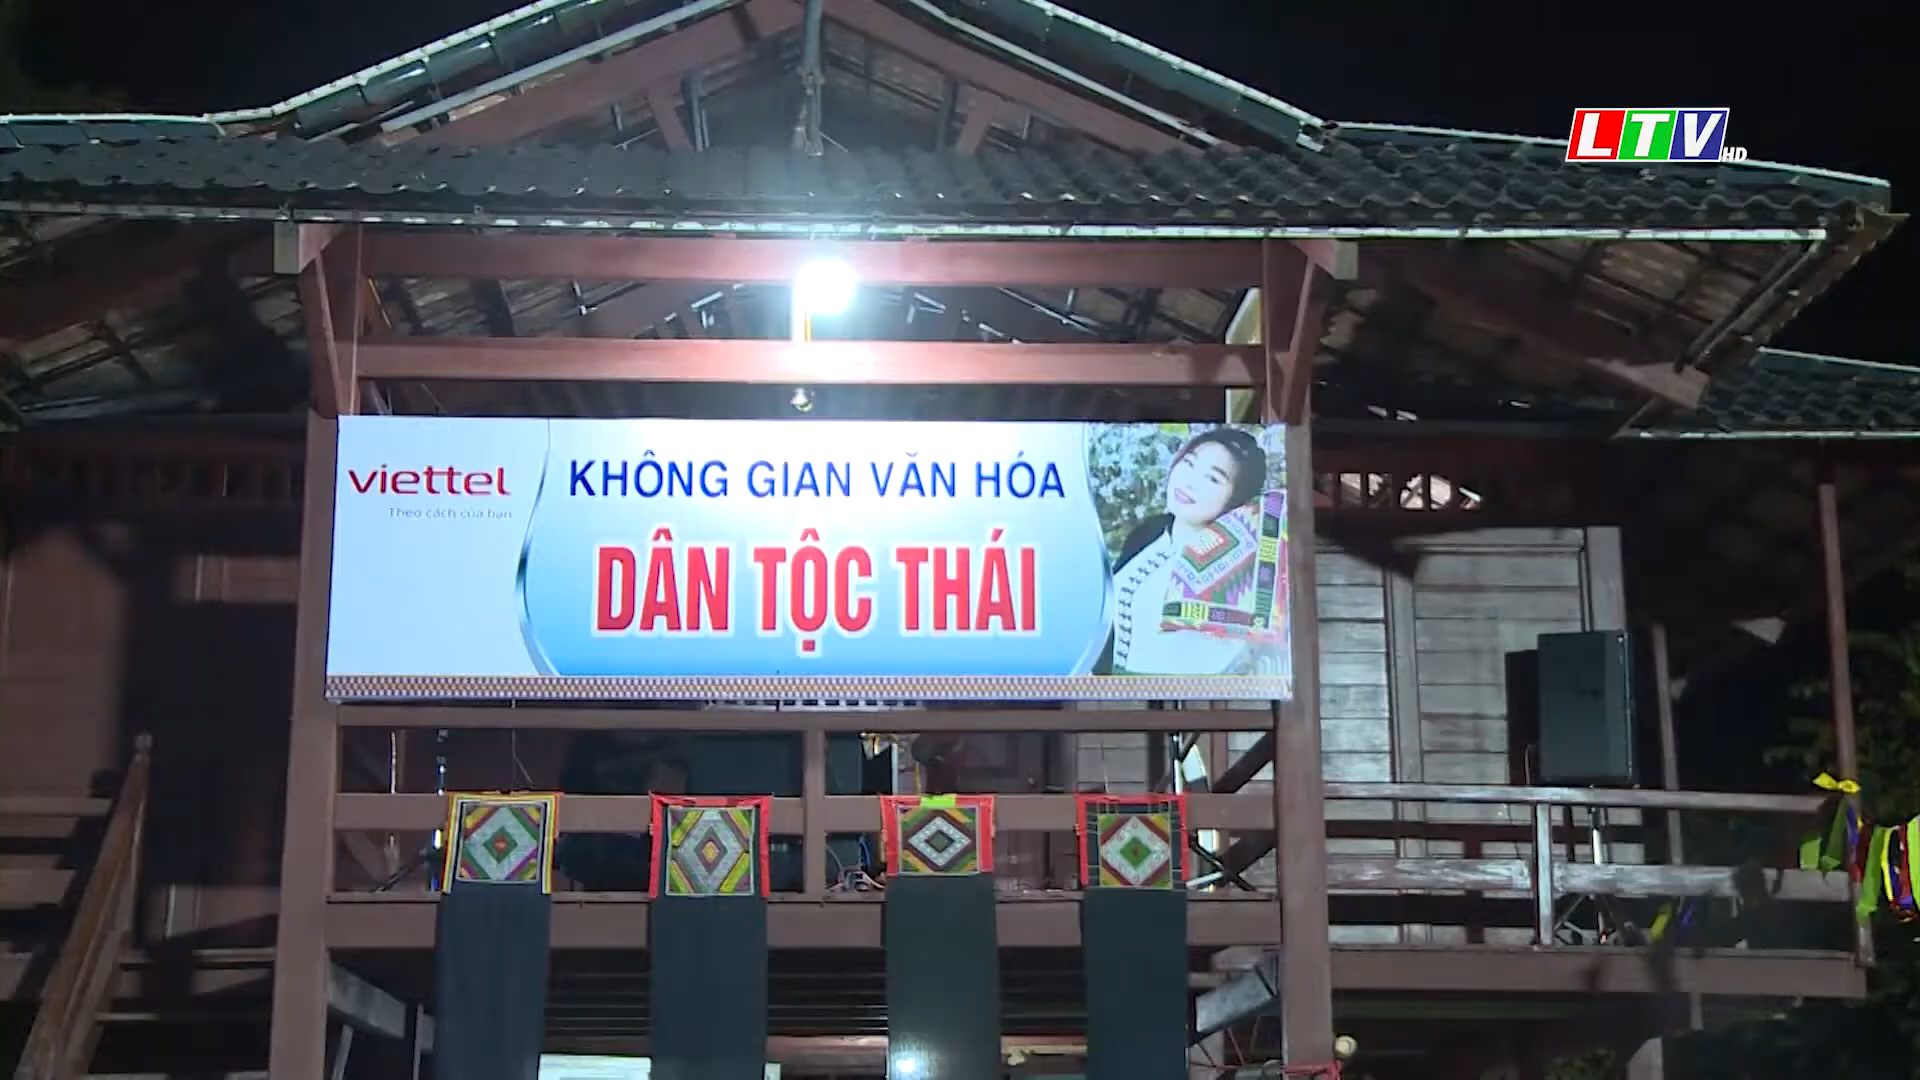 LTV HD
viettel
Theo cách của bạn
KHÔNG GIAN VĂN HÓA
DÂN TỘC THÁI